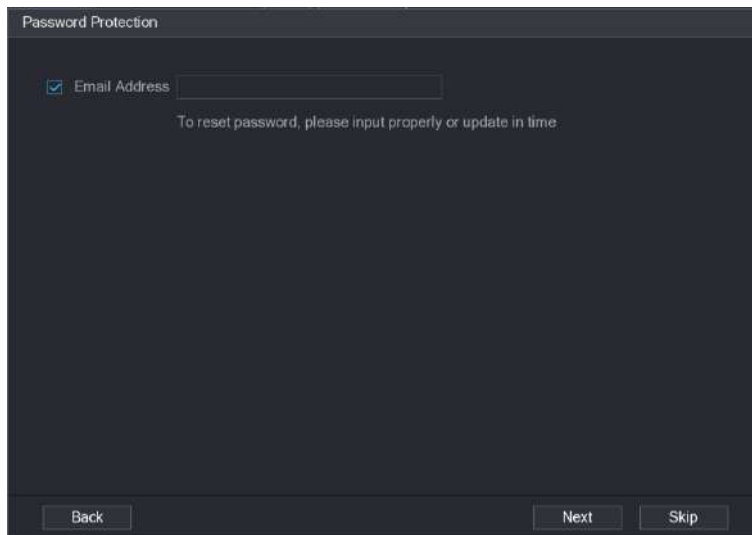 Password Protection
Email Address
To reset password, please input properly or update in time
Back Next Skip